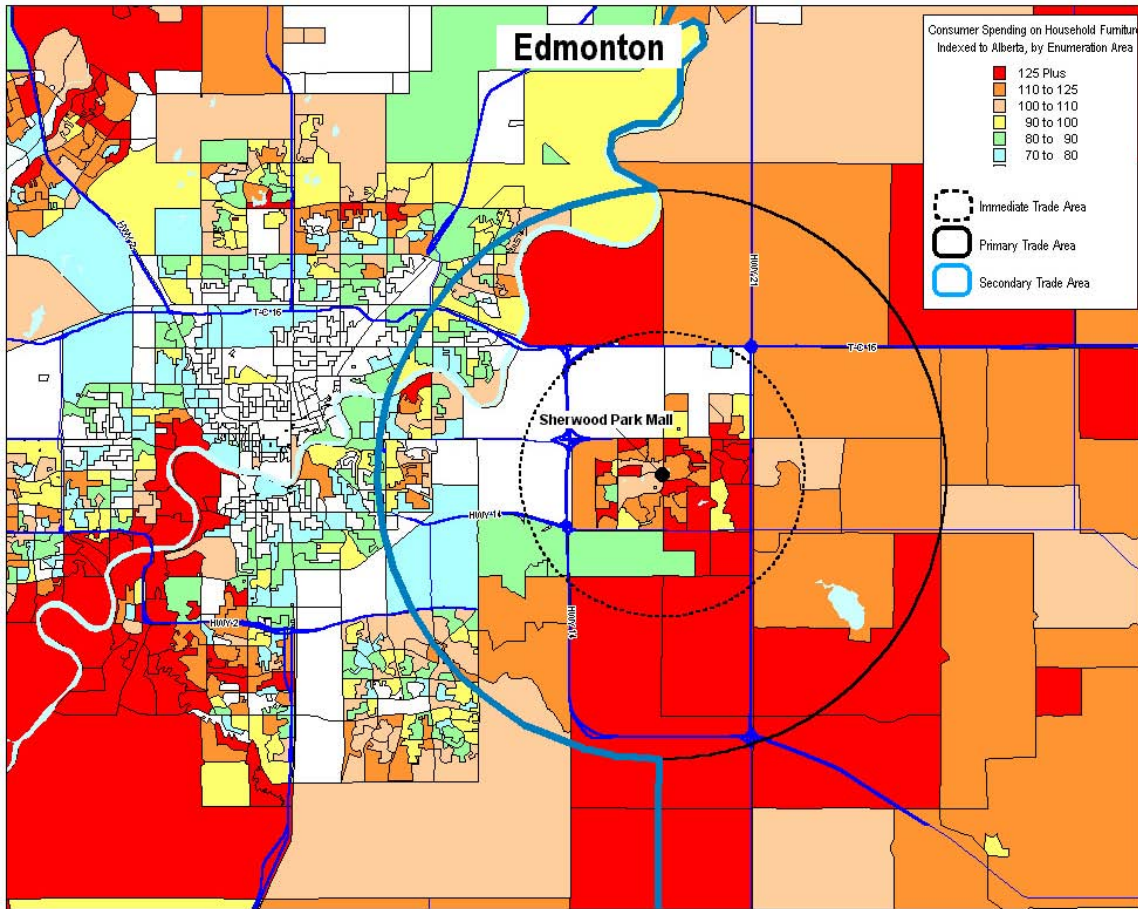 Edmonton
Consumer Spending on Household Furniture
Indexed to Alberta, by Enumeration Area
125 Plus
110 to 125
100 to 110
90 to 100
80 to 90
70 to 80
Immediate Trade Area
Primary Trade Area
Secondary Trade Area
HWY 2
HWY 21
T-C 16
T-C 16
Sherwood Park Mall
HWY 14
HWY 14
HWY 2